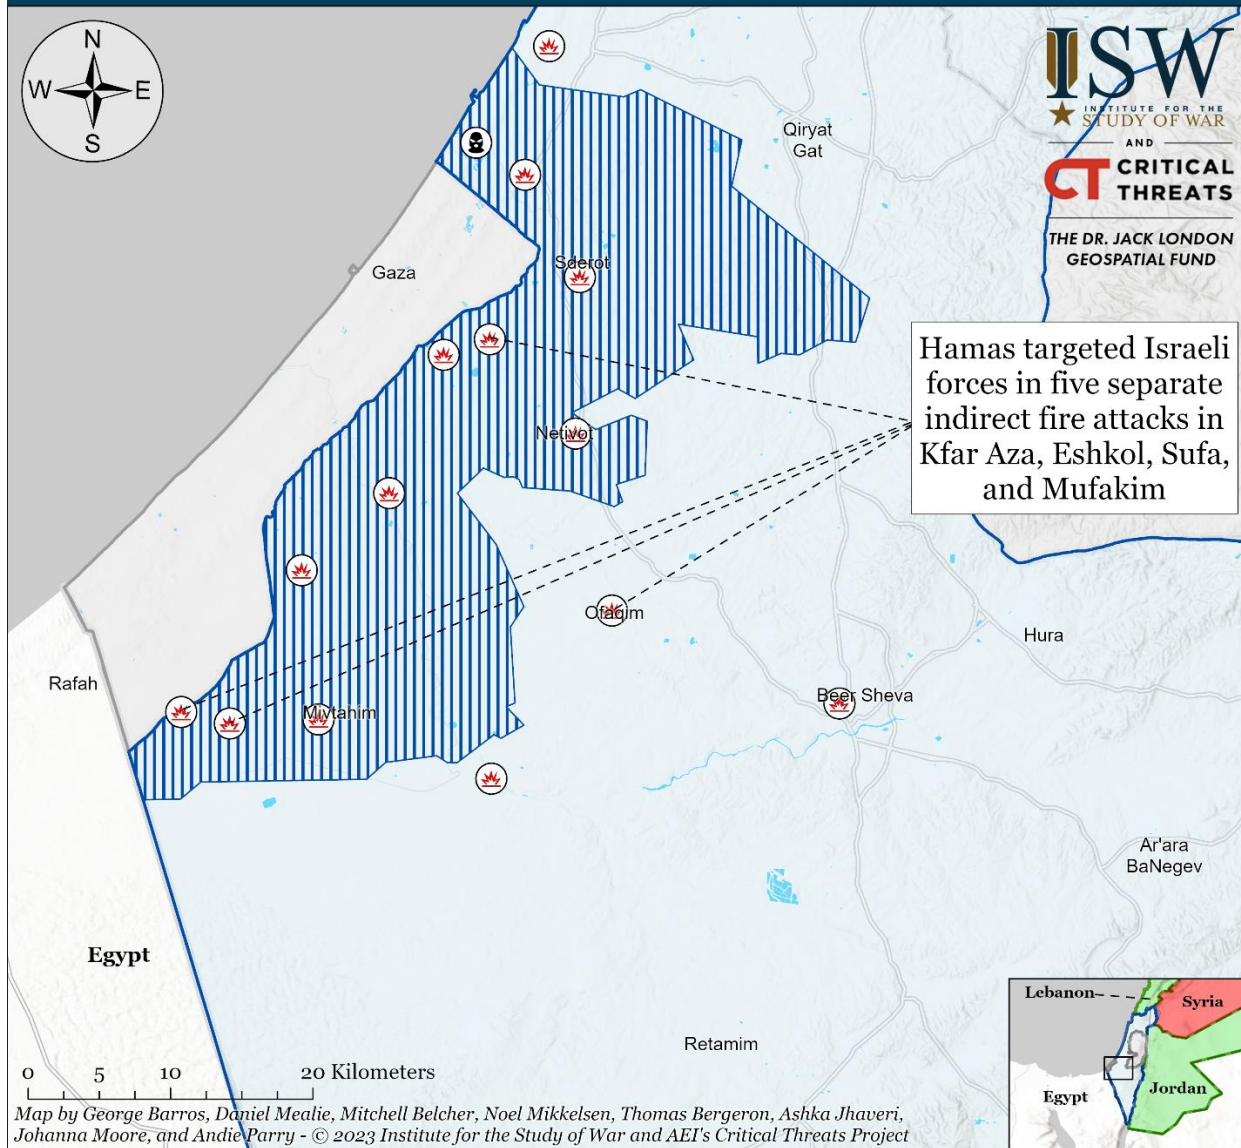 N
W
E
S
ISW
INSTITUTE FOR THE
STUDY OF WAR
AND
CT CRITICAL
THREATS
THE DR. JACK LONDON
GEOSPATIAL FUND
Qiryat
Gat
Sderot
Gaza
Hamas targeted Israeli
forces in five separate
indirect fire attacks in
Kfar Aza, Eshkol, Sufa,
and Mufakim
Netivot
Ofaqim
Hura
Rafah
Mivtahim
Beer Sheva
Ar'ara
BaNegev
Egypt
Retamim
Lebanon
Syria
Egypt
Jordan
0 5 10 20 Kilometers
Map by George Barros, Daniel Mealie, Mitchell Belcher, Noel Mikkelsen, Thomas Bergeron, Ashka Jhaveri,
Johanna Moore, and Andie Parry - © 2023 Institute for the Study of War and AEI's Critical Threats Project